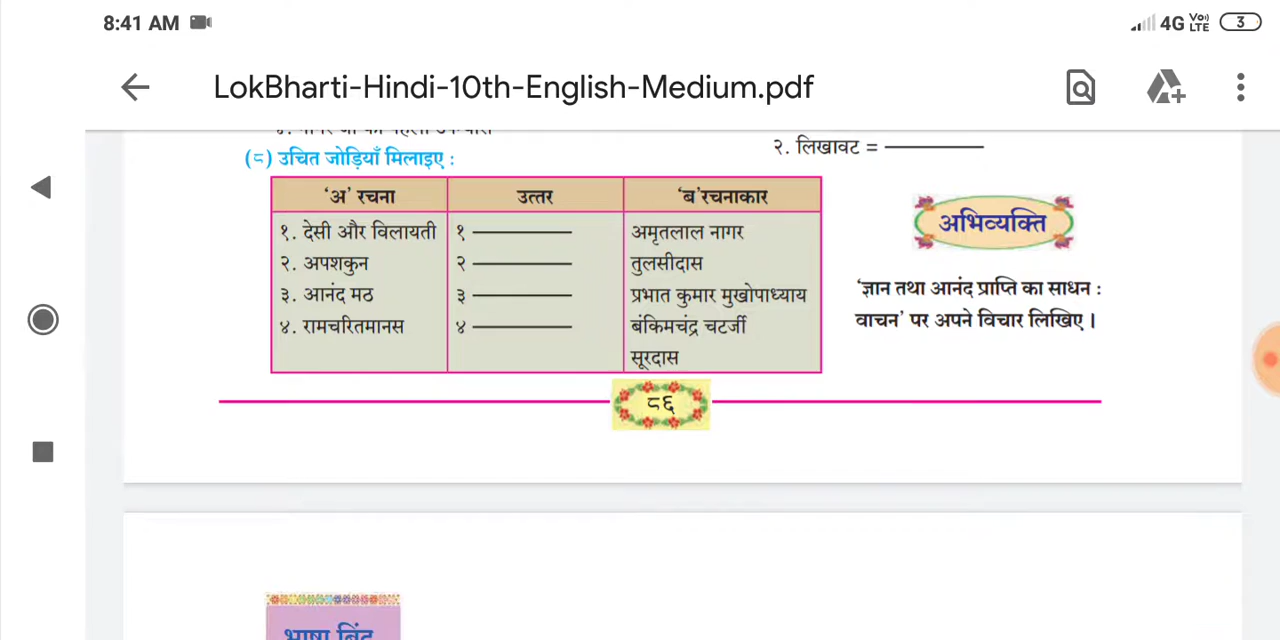 8:41 AM
4G VoI) LTE 3
LokBharti-Hindi-10th-English-Medium.pdf
(८) उचित जोड़ियाँ मिलाइए :
२. लिखावट =
‘अ’ रचना उत्तर ‘ब’रचनाकार
१. देसी और विलायती १ अमृतलाल नागर
२. अपशकुन २ तुलसीदास
३. आनंद मठ ३ प्रभात कुमार मुखोपाध्याय
४. रामचरितमानस ४ बंकिमचंद्र चटर्जी
सूरदास
अभिव्यक्ति
‘ज्ञान तथा आनंद प्राप्ति का साधन :
वाचन’ पर अपने विचार लिखिए ।
८६
भाषा बिंदु